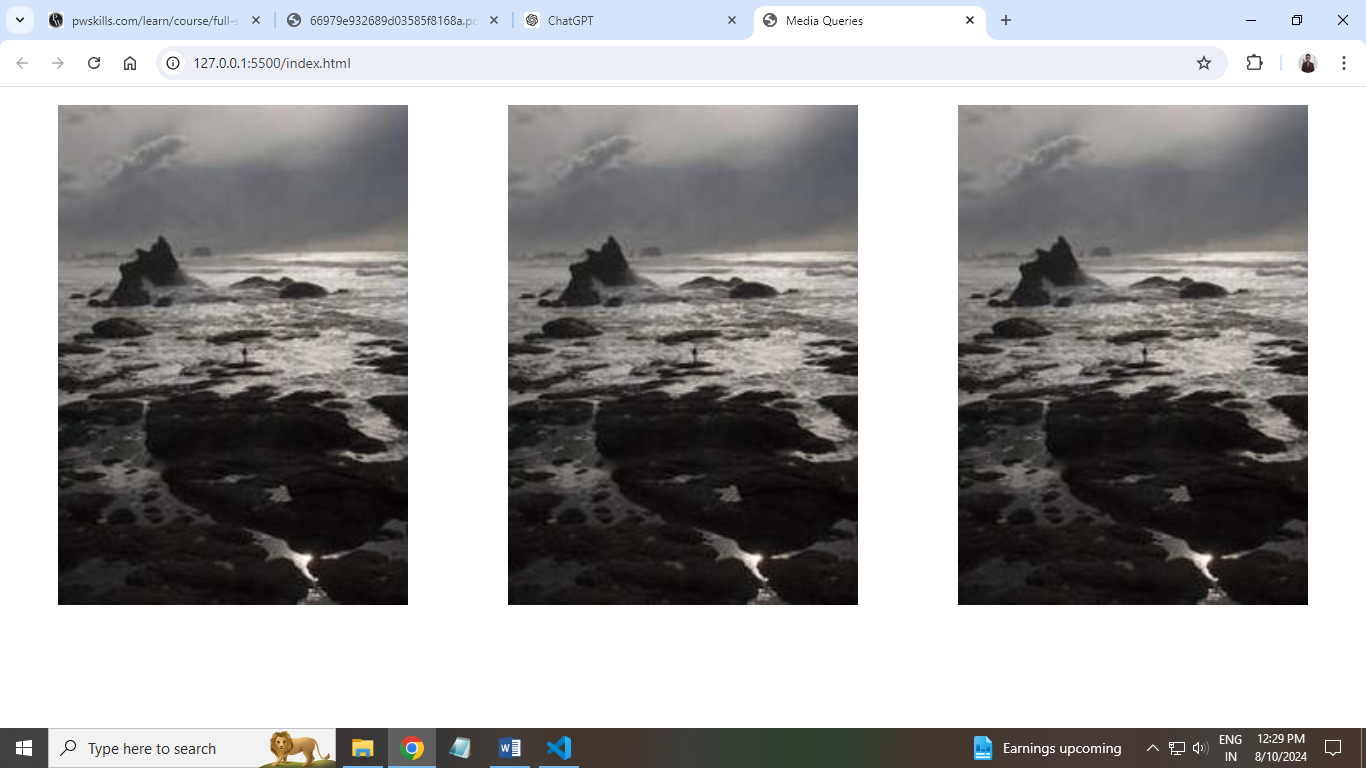 pwskills.com/learn/course/full-s
66979e932689d03585f8168a.po
ChatGPT
Media Queries
127.0.0.1:5500/index.html
Type here to search
Earnings upcoming
ENG
IN
12:29 PM
8/10/2024